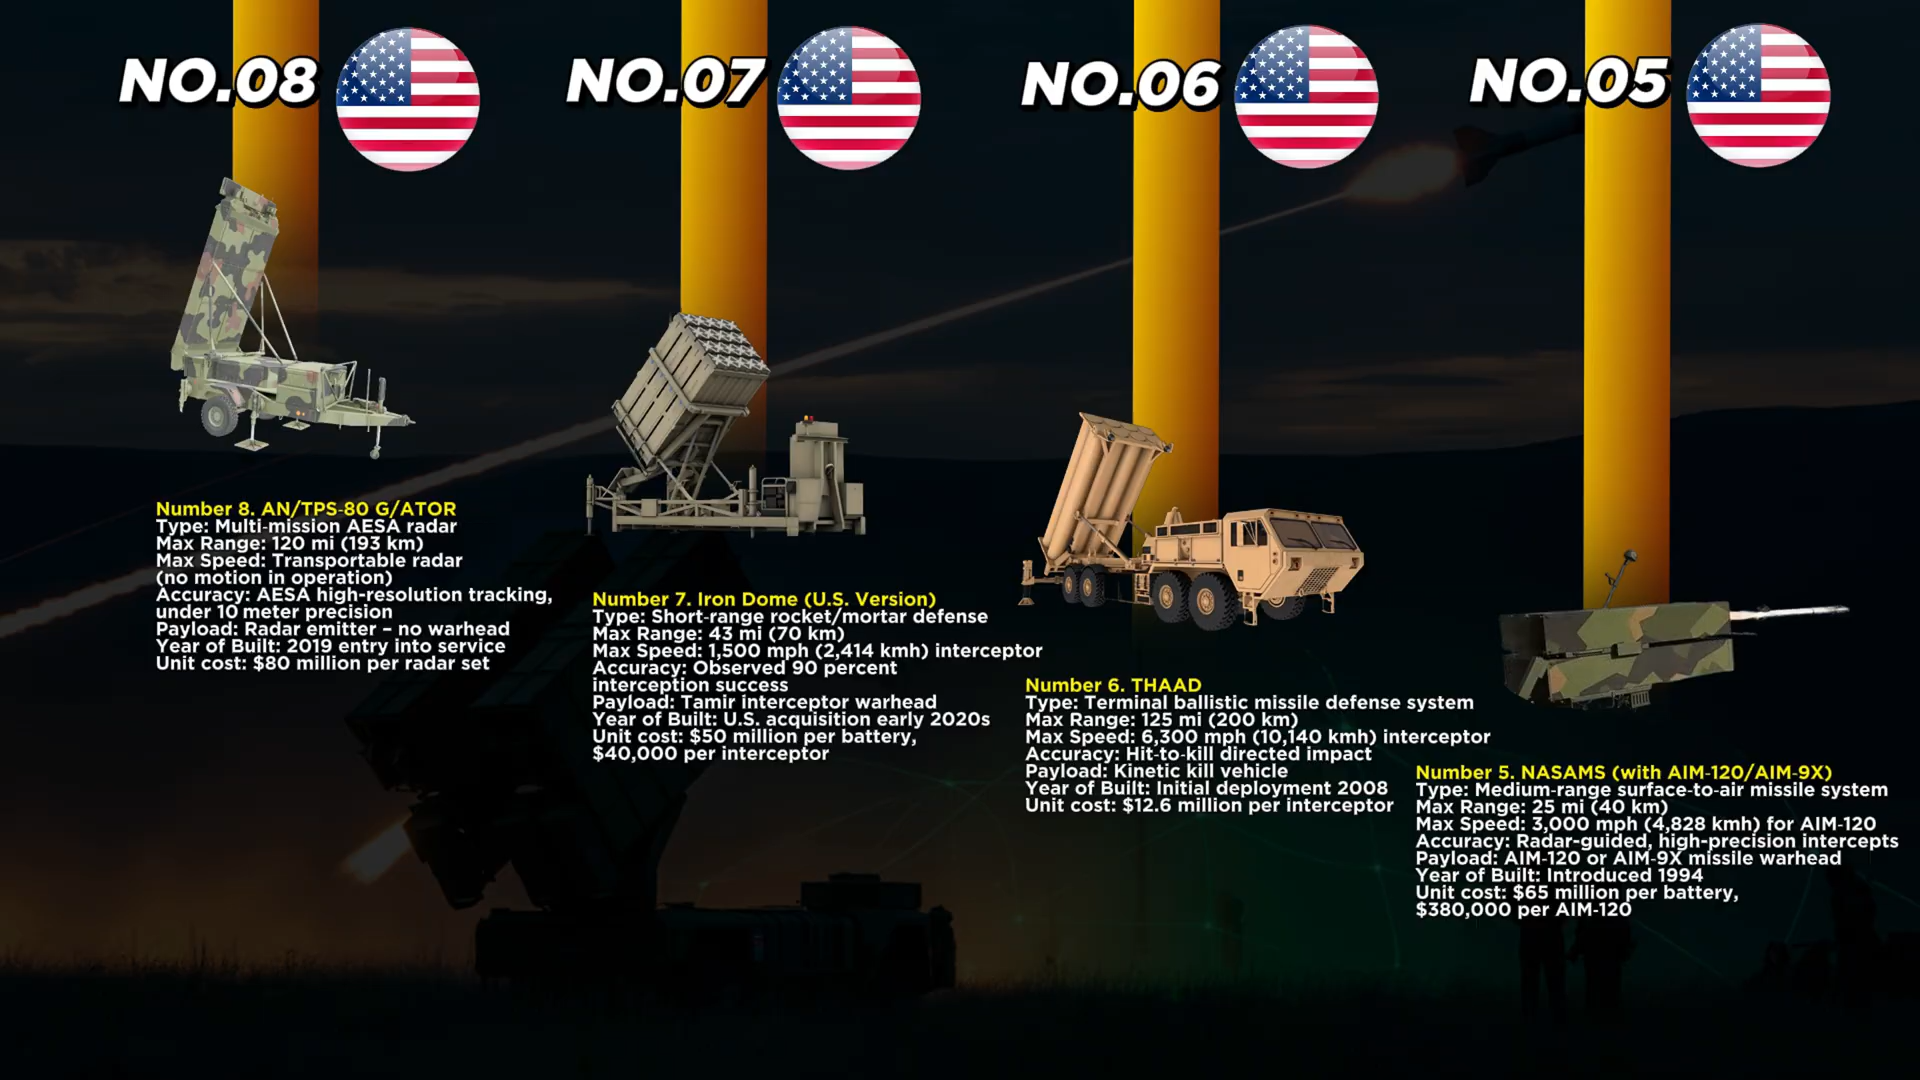 NO.08
NO.07
NO.06
NO.05
Number 8. AN/TPS-80 G/ATOR
Type: Multi-mission AESA radar
Max Range: 120 mi (193 km)
Max Speed: Transportable radar
(no motion in operation)
Accuracy: AESA high-resolution tracking,
under 10 meter precision
Payload: Radar emitter – no warhead
Year of Built: 2019 entry into service
Unit cost: $80 million per radar set
Number 7. Iron Dome (U.S. Version)
Type: Short-range rocket/mortar defense
Max Range: 43 mi (70 km)
Max Speed: 1,500 mph (2,414 kmh) interceptor
Accuracy: Observed 90 percent
interception success
Payload: Tamir interceptor warhead
Year of Built: U.S. acquisition early 2020s
Unit cost: $50 million per battery,
$40,000 per interceptor
Number 6. THAAD
Type: Terminal ballistic missile defense system
Max Range: 125 mi (200 km)
Max Speed: 6,300 mph (10,140 kmh) interceptor
Accuracy: Hit-to-kill directed impact
Payload: Kinetic kill vehicle
Year of Built: Initial deployment 2008
Unit cost: $12.6 million per interceptor
Number 5. NASAMS (with AIM-120/AIM-9X)
Type: Medium-range surface-to-air missile system
Max Range: 25 mi (40 km)
Max Speed: 3,000 mph (4,828 kmh) for AIM-120
Accuracy: Radar-guided, high-precision intercepts
Payload: AIM-120 or AIM-9X missile warhead
Year of Built: Introduced 1994
Unit cost: $65 million per battery,
$380,000 per AIM-120